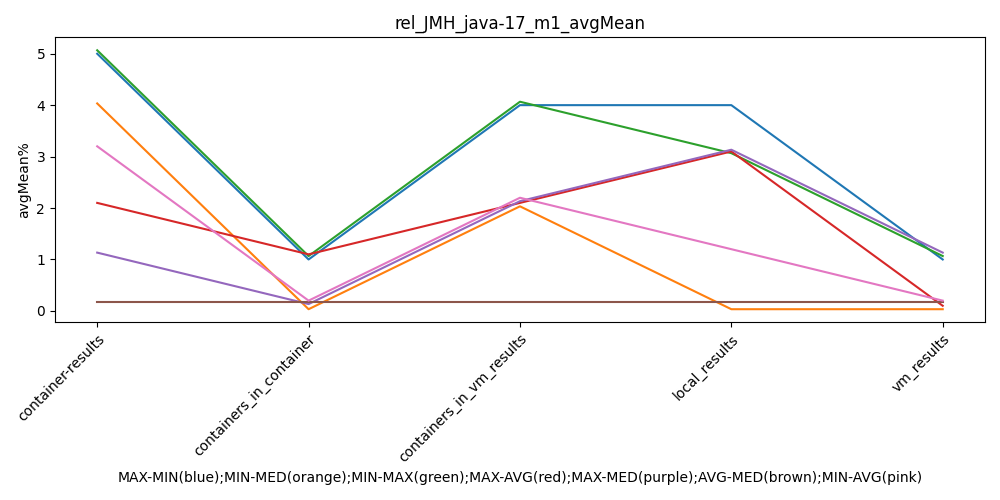 rel_JMH_java-17_m1_avgMean
avgMean%
5
4
3
2
1
0
container-results
containers_in_container
containers_in_vm_results
local_results
vm_results
MAX-MIN(blue);MIN-MED(orange);MIN-MAX(green);MAX-AVG(red);MAX-MED(purple);AVG-MED(brown);MIN-AVG(pink)